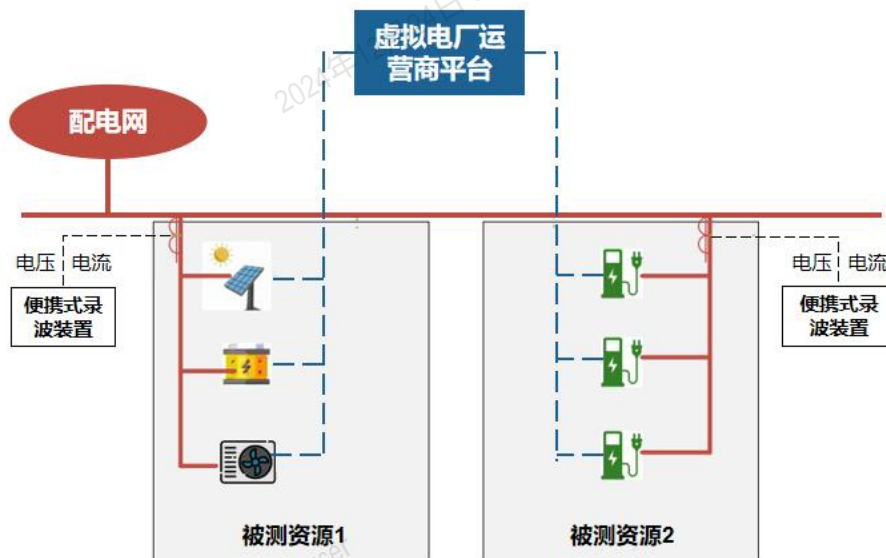 虚拟电厂运
营商平台
配电网
电压 电流
便携式录
波装置
电压 电流
便携式录
波装置
被测资源1
被测资源2